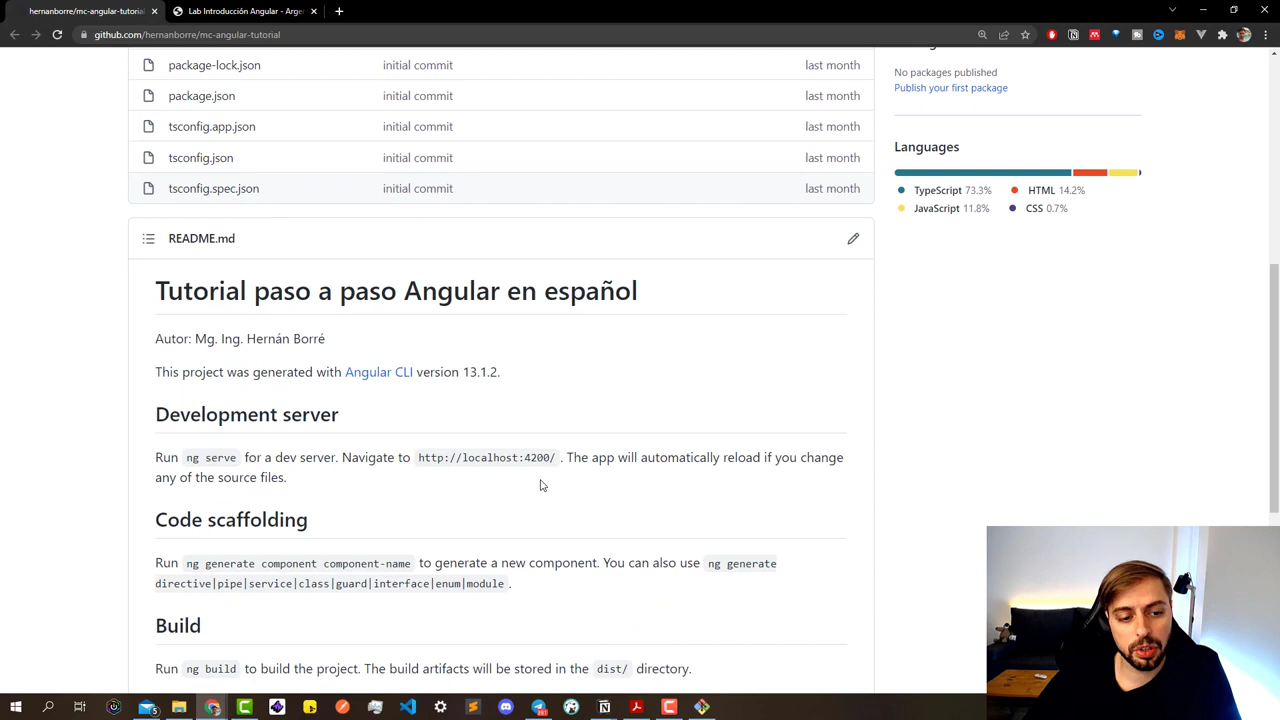 hernanborre/mc-angular-tutorial
Lab Introducción Angular - Arge
github.com/hernanborre/mc-angular-tutorial
package-lock.json initial commit last month
package.json initial commit last month
tsconfig.app.json initial commit last month
tsconfig.json initial commit last month
tsconfig.spec.json initial commit last month
No packages published
Publish your first package
Languages
TypeScript 73.3% HTML 14.2%
JavaScript 11.8% CSS 0.7%
README.md
Tutorial paso a paso Angular en español
Autor: Mg. Ing. Hernán Borré
This project was generated with Angular CLI version 13.1.2.
Development server
Run ng serve for a dev server. Navigate to http://localhost:4200/ . The app will automatically reload if you change
any of the source files.
Code scaffolding
Run ng generate component component-name to generate a new component. You can also use ng generate
directive|pipe|service|class|guard|interface|enum|module .
Build
Run ng build to build the project. The build artifacts will be stored in the dist/ directory.